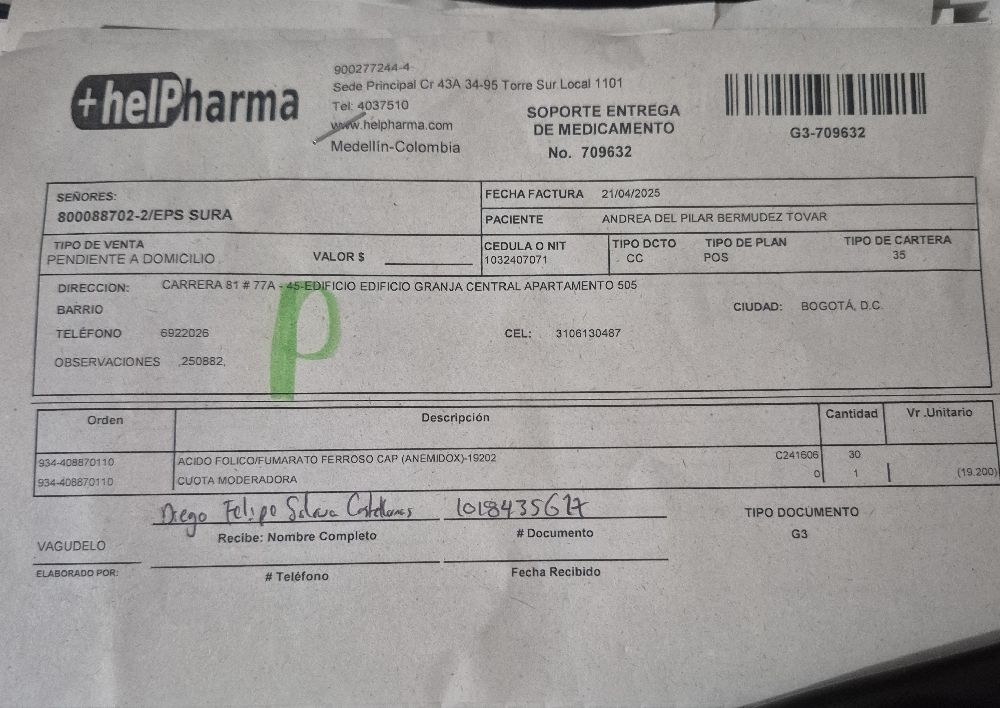 +helPharma
900277244-4
Sede Principal Cr 43A 34-95 Torre Sur Local 1101
Tel: 4037510
www.helpharma.com
Medellín-Colombia
SOPORTE ENTREGA
DE MEDICAMENTO
No. 709632
G3-709632
SEÑORES:
800088702-2/EPS SURA
FECHA FACTURA 21/04/2025
PACIENTE ANDREA DEL PILAR BERMUDEZ TOVAR
TIPO DE VENTA
PENDIENTE A DOMICILIO
VALOR $
CEDULA O NIT
1032407071
TIPO DCTO
CC
TIPO DE PLAN
POS
TIPO DE CARTERA
35
DIRECCION: CARRERA 81 # 77A - 45-EDIFICIO EDIFICIO GRANJA CENTRAL APARTAMENTO 505
BARRIO
CIUDAD: BOGOTÁ, D.C.
TELÉFONO 6922026 CEL: 3106130487
OBSERVACIONES ,250882,
P
Orden Descripción Cantidad Vr .Unitario
934-408870110 ACIDO FOLICO/FUMARATO FERROSO CAP (ANEMIDOX)-19202 C241606 30
934-408870110 CUOTA MODERADORA 0 1 (19.200)
Diego Felipe Castellanos
Recibe: Nombre Completo
1018435617
# Documento
TIPO DOCUMENTO
G3
VAGUDELO
ELABORADO POR:
# Teléfono
Fecha Recibido